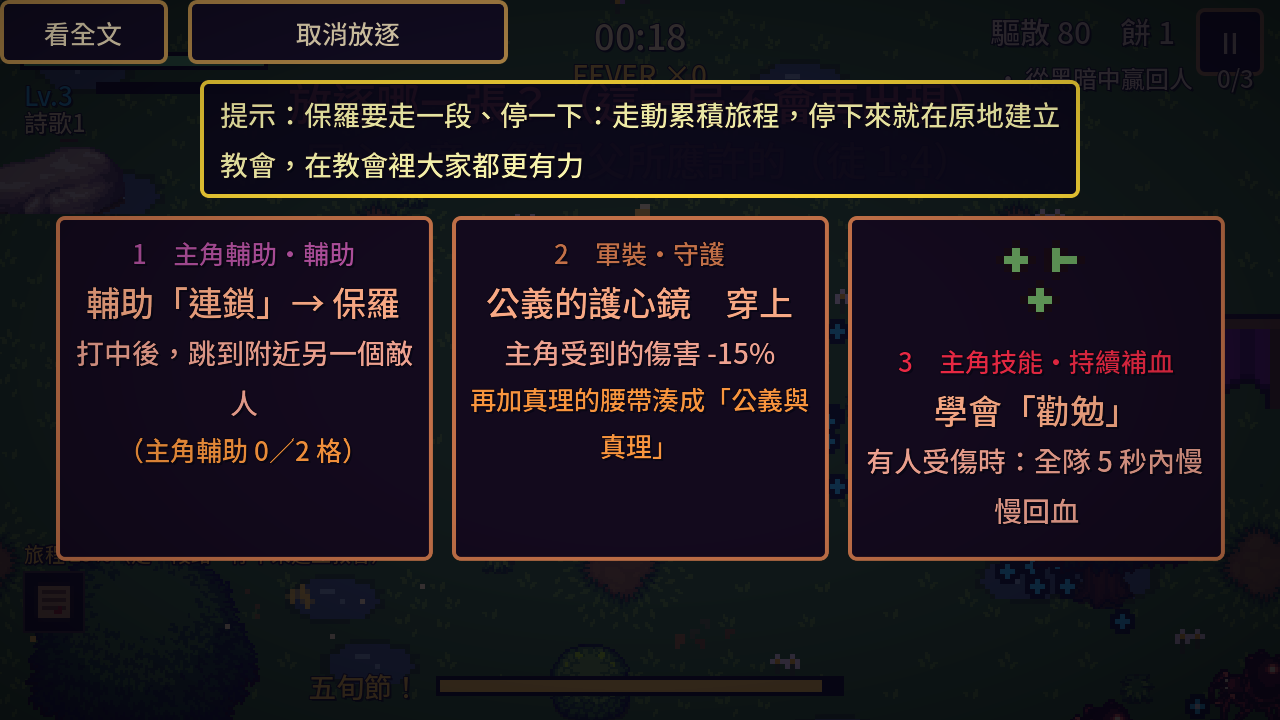 看全文
取消放逐
00:18
驅散 80 餅 1
FEVER ×0
從黑暗中贏回人 0/3
Lv.3
詩歌1
提示：保羅要走一段、停一下：走動累積旅程，停下來就在原地建立
教會，在教會裡大家都更有力
1 主角輔助・輔助
輔助「連鎖」→ 保羅
打中後，跳到附近另一個敵
人
（主角輔助 0／2 格）
2 軍裝・守護
公義的護心鏡 穿上
主角受到的傷害 -15%
再加真理的腰帶湊成「公義與
真理」
3 主角技能・持續補血
學會「勸勉」
有人受傷時：全隊 5 秒內慢
慢回血
五旬節！